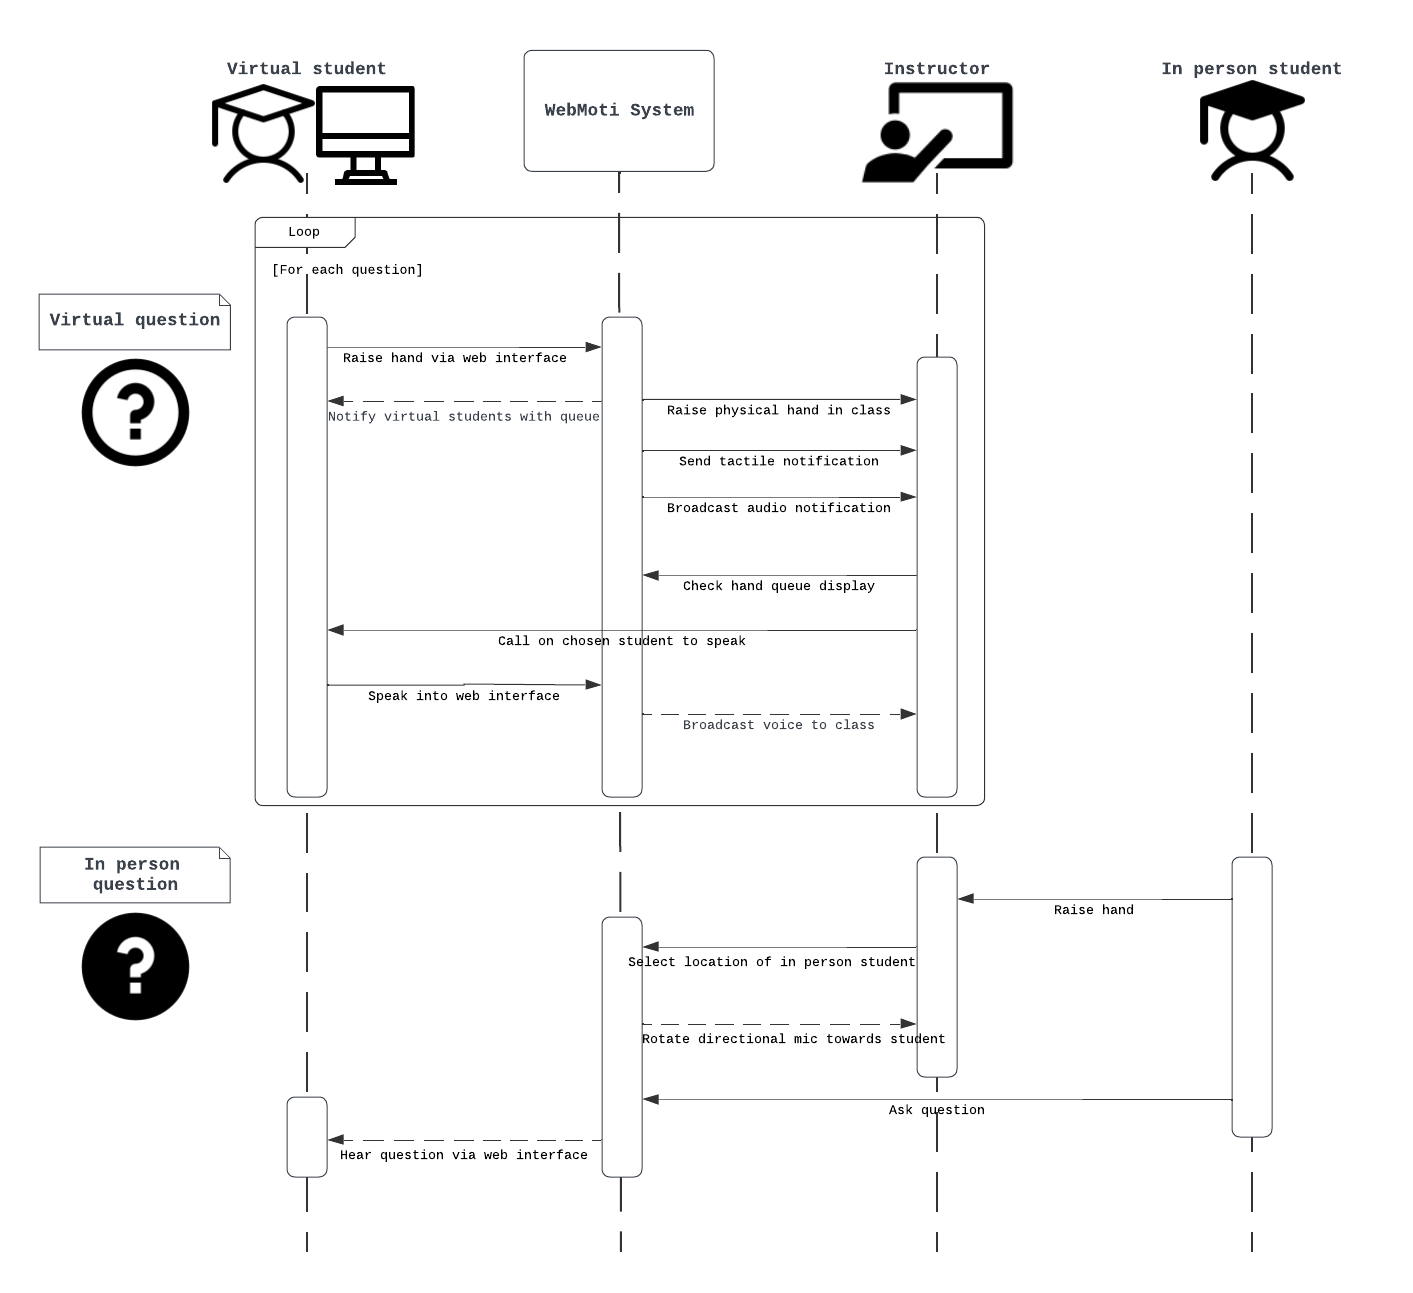 Virtual student
WebMoti System
Instructor
In person student
Loop
[For each question]
Virtual question
?
Raise hand via web interface
Notify virtual students with queue
Raise physical hand in class
Send tactile notification
Broadcast audio notification
Check hand queue display
Call on chosen student to speak
Speak into web interface
Broadcast voice to class
In person
question
?
Raise hand
Select location of in person student
Rotate directional mic towards student
Ask question
Hear question via web interface